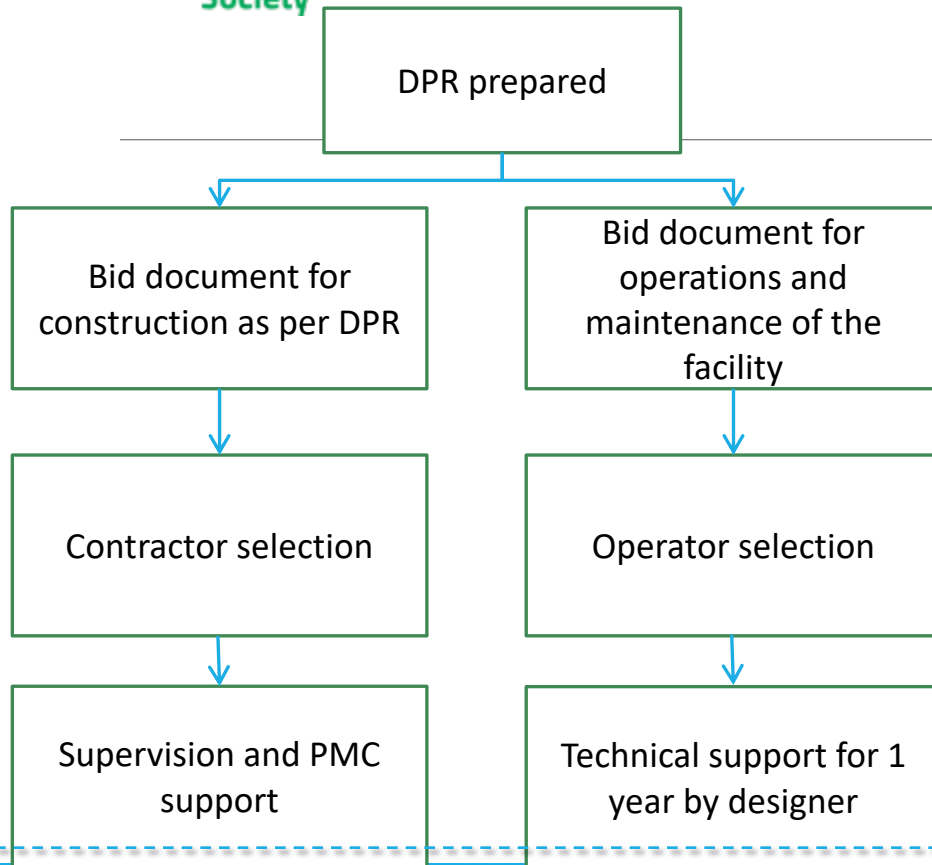 Society
DPR prepared
Bid document for
construction as per DPR
Bid document for
operations and
maintenance of the
facility
Contractor selection
Operator selection
Supervision and PMC
support
Technical support for 1
year by designer